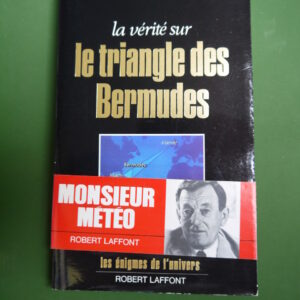 la vérité sur
le triangle des
Bermudes
MONSIEUR
MÉTÉO
ROBERT LAFFONT
les énigmes de l'univers
ROBERT LAFFONT